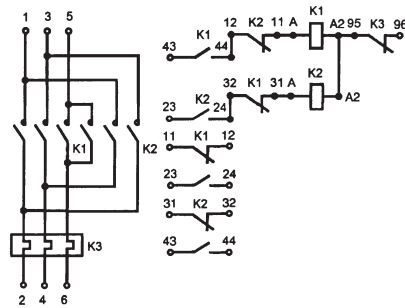 1 3 5
K1 K2
K3
2 4 6
12 K2 11 A K1 A2 95 K3 96
43 K1 44
32 K1 31 A K2 A2
23 K2 24
11 K1 12
23 24
31 K2 32
43 44